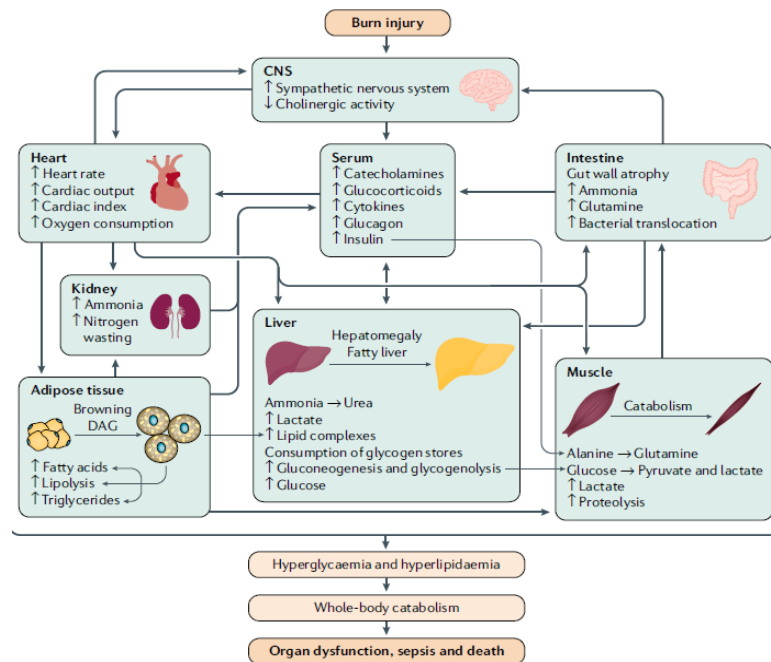 Burn injury
CNS
↑ Sympathetic nervous system
↓ Cholinergic activity
Heart
↑ Heart rate
↑ Cardiac output
↑ Cardiac index
↑ Oxygen consumption
Serum
↑ Catecholamines
↑ Glucocorticoids
↑ Cytokines
↑ Glucagon
↑ Insulin
Intestine
Gut wall atrophy
↑ Ammonia
↑ Glutamine
↑ Bacterial translocation
Kidney
↑ Ammonia
↑ Nitrogen
wasting
Liver
Hepatomegaly
Fatty liver
Ammonia → Urea
↑ Lactate
↑ Lipid complexes
Consumption of glycogen stores
↑ Gluconeogenesis and glycogenolysis
↑ Glucose
Muscle
Catabolism
Alanine → Glutamine
Glucose → Pyruvate and lactate
↑ Lactate
↑ Proteolysis
Adipose tissue
Browning
DAG
↑ Fatty acids
↑ Lipolysis
↑ Triglycerides
Hyperglycaemia and hyperlipidaemia
Whole-body catabolism
Organ dysfunction, sepsis and death